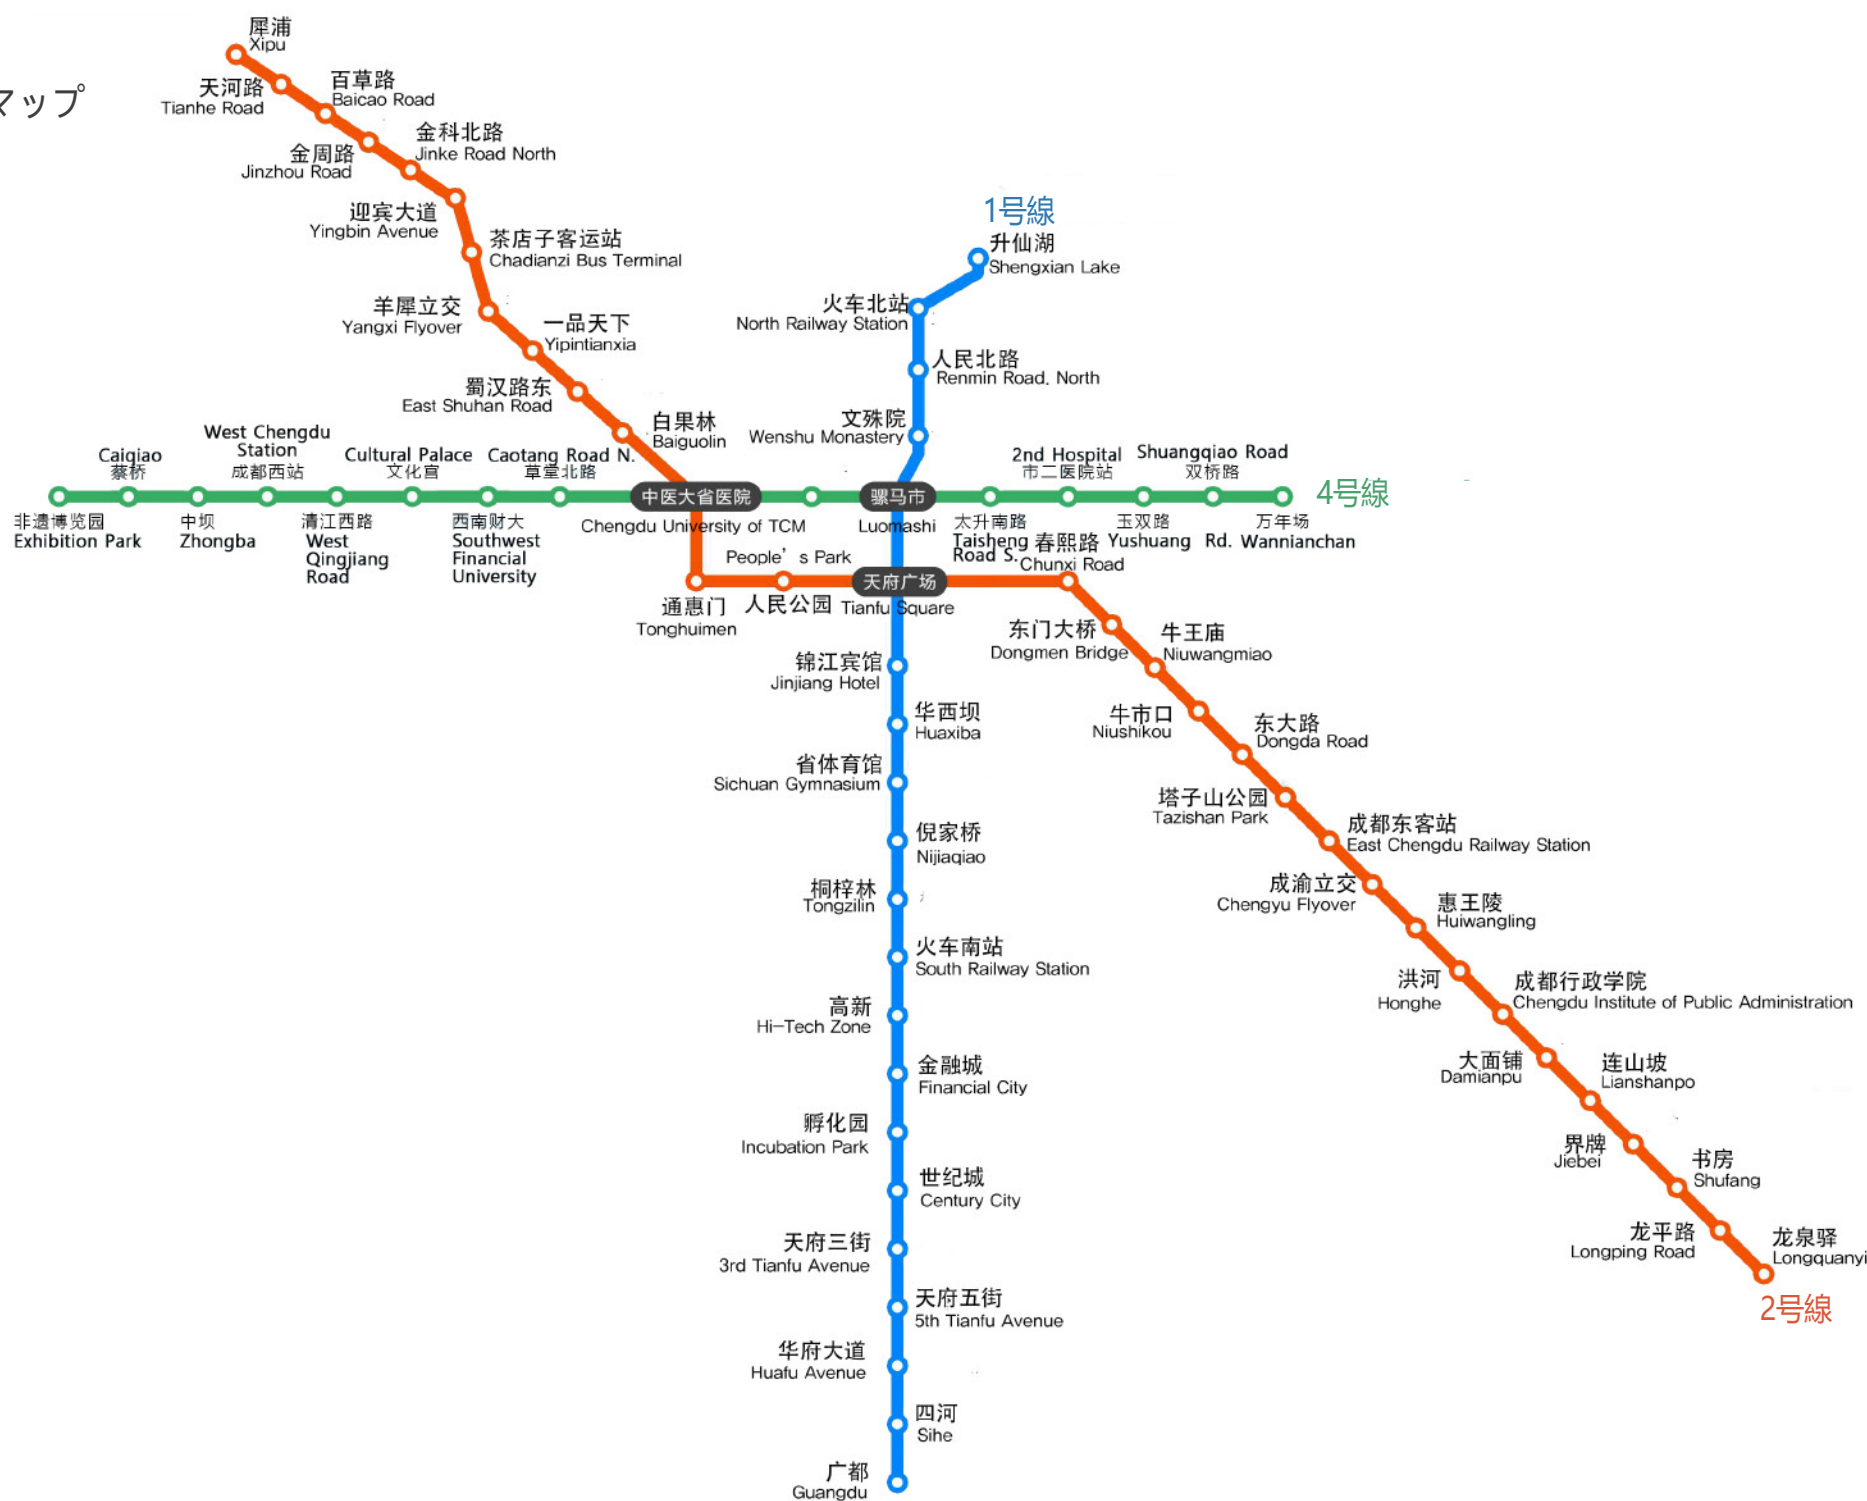 マップ
犀浦
Xipu
天河路
Tianhe Road
百草路
Baicao Road
金周路
Jinzhou Road
金科北路
Jinke Road North
迎宾大道
Yingbin Avenue
茶店子客运站
Chadianzi Bus Terminal
羊犀立交
Yangxi Flyover
一品天下
Yipintianxia
蜀汉路东
East Shuhan Road
白果林
Baiguolin
1号線
升仙湖
Shengxian Lake
火车北站
North Railway Station
人民北路
Renmin Road. North
文殊院
Wenshu Monastery
Caiqiao
蔡桥
West Chengdu
Station
成都西站
Cultural Palace
文化宫
Caotang Road N.
草堂北路
2nd Hospital
市二医院站
Shuangqiao Road
双桥路
4号線
中医大省医院
Chengdu University of TCM
骡马市
Luomashi
非遗博览园
Exhibition Park
中坝
Zhongba
清江西路
West
Qingjiang
Road
西南财大
Southwest
Financial
University
太升南路
Taisheng
Road S.
玉双路
Yushuang Rd.
万年场
Wannianchan
春熙路
Chunxi Road
People's Park
人民公园
通惠门
Tonghuimen
天府广场
Tianfu Square
东门大桥
Dongmen Bridge
牛王庙
Niuwangmiao
锦江宾馆
Jinjiang Hotel
华西坝
Huaxiba
牛市口
Niushikou
东大路
Dongda Road
省体育馆
Sichuan Gymnasium
塔子山公园
Tazishan Park
倪家桥
Nijiaqiao
成都东客站
East Chengdu Railway Station
桐梓林
Tongzilin
成渝立交
Chengyu Flyover
惠王陵
Huiwangling
火车南站
South Railway Station
洪河
Honghe
成都行政学院
Chengdu Institute of Public Administration
高新
Hi-Tech Zone
金融城
Financial City
大面铺
Damianpu
连山坡
Lianshanpo
孵化园
Incubation Park
界牌
Jiebei
书房
Shufang
世纪城
Century City
天府三街
3rd Tianfu Avenue
龙平路
Longping Road
龙泉驿
Longquanyi
2号線
天府五街
5th Tianfu Avenue
华府大道
Huafu Avenue
四河
Sihe
广都
Guangdu